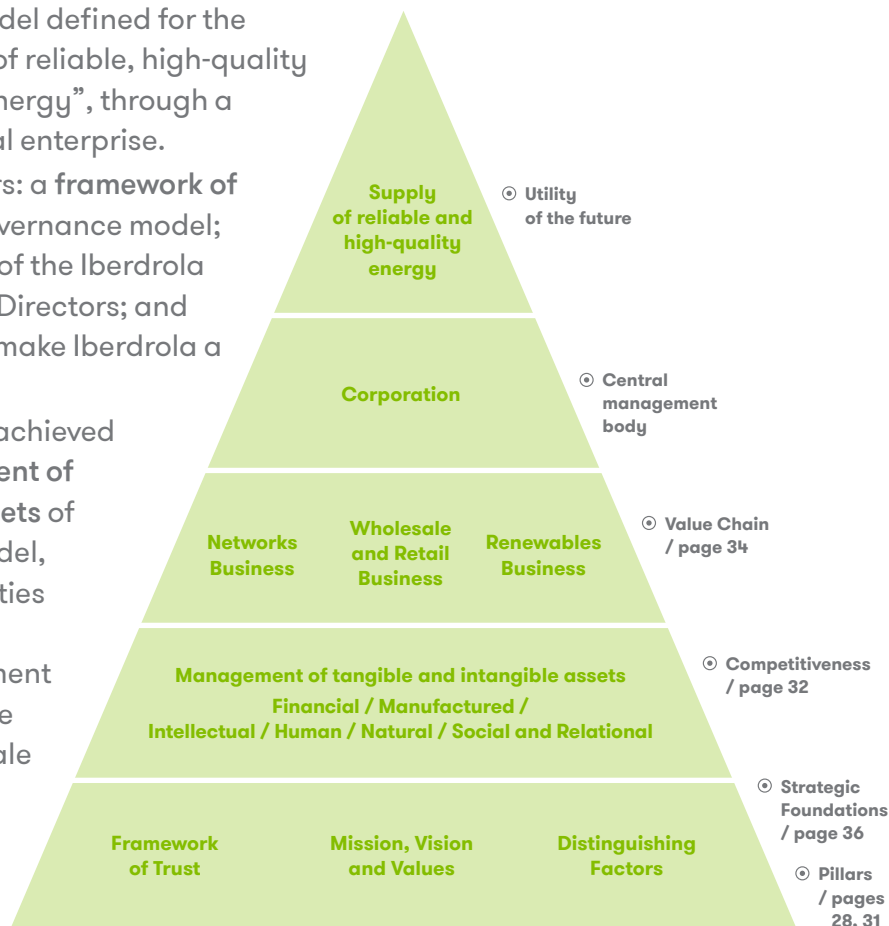 del defined for the
of reliable, high-quality
nergy”, through a
al enterprise.
rs: a framework of
vernance model;
of the Iberdrola
Directors; and
make Iberdrola a
achieved
ent of
ets of
del,
ties
ment
e
ale
Supply
of reliable and
high-quality
energy
Utility
of the future
Corporation
Central
management
body
Networks
Business
Wholesale
and Retail
Business
Renewables
Business
Value Chain
/ page 34
Management of tangible and intangible assets
Financial / Manufactured /
Intellectual / Human / Natural / Social and Relational
Competitiveness
/ page 32
Framework
of Trust
Mission, Vision
and Values
Distinguishing
Factors
Strategic
Foundations
/ page 36
Pillars
/ pages
28, 31